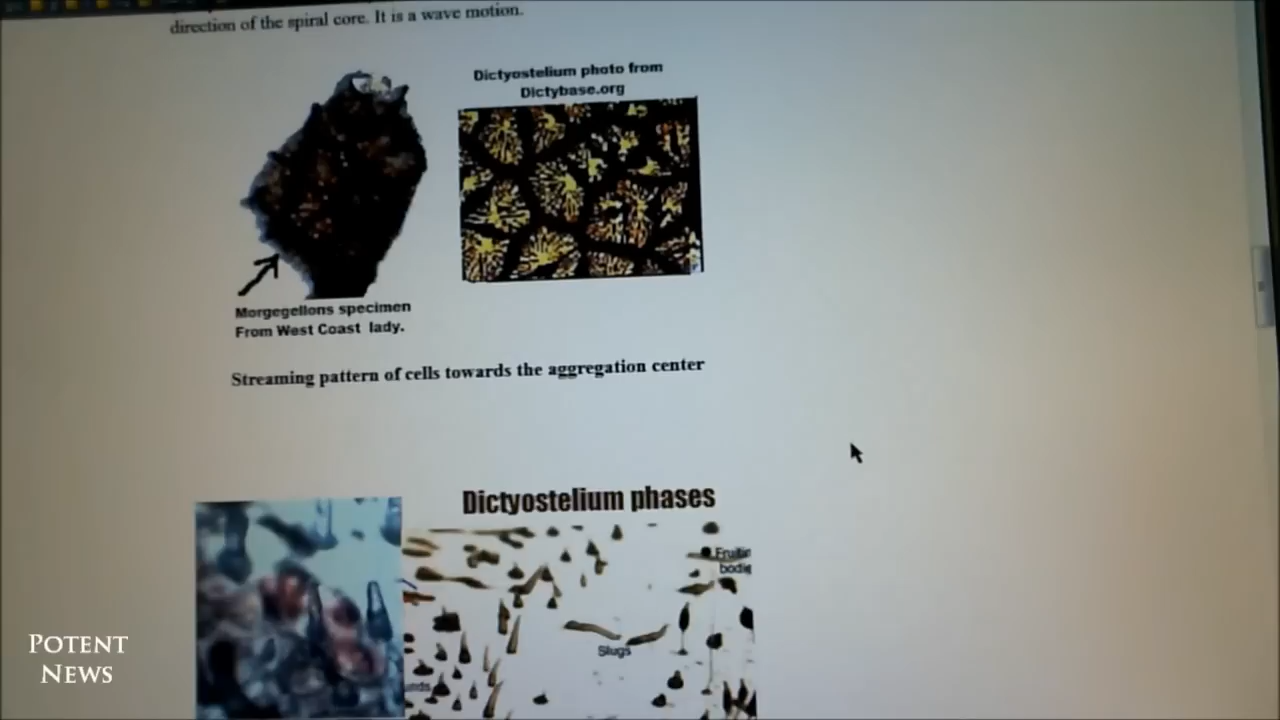 direction of the spiral core. It is a wave motion.
Dictyostelium photo from
Dictybase.org
Morgegellons specimen
From West Coast lady.
Streaming pattern of cells towards the aggregation center
Dictyostelium phases
Slugs
POTENT
NEWS